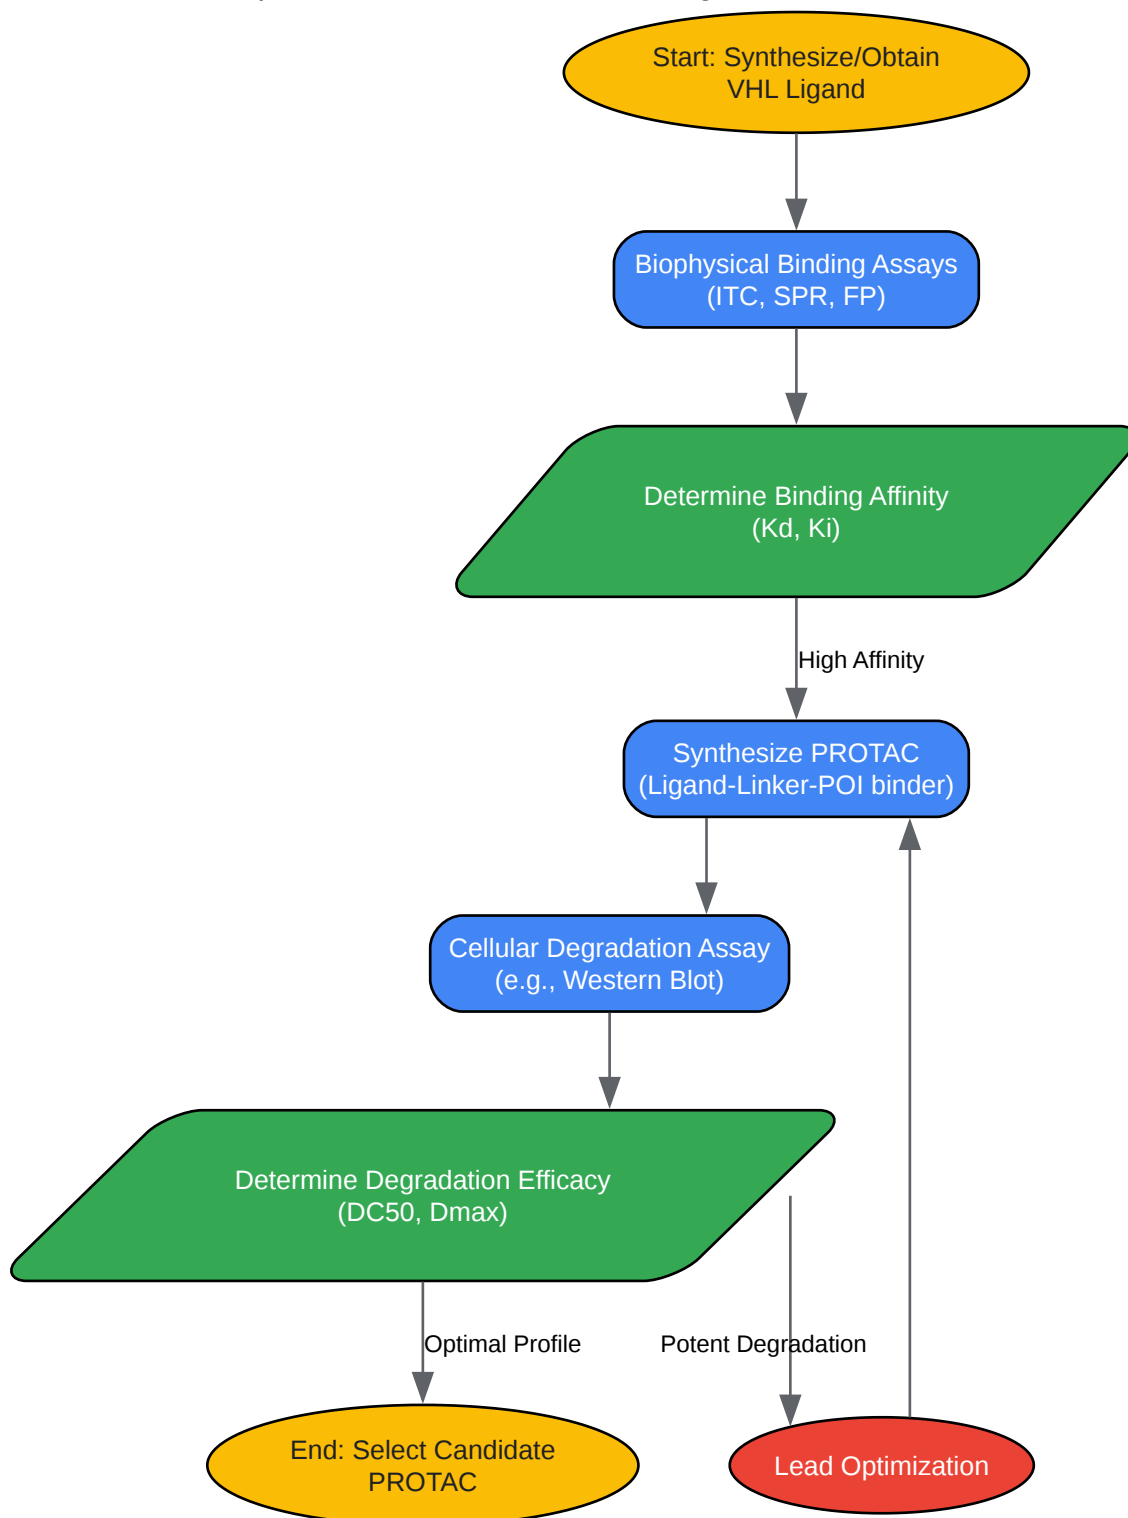 Start: Synthesize/Obtain
VHL Ligand
Biophysical Binding Assays
(ITC, SPR, FP)
Determine Binding Affinity
(Kd, Ki)
High Affinity
Synthesize PROTAC
(Ligand-Linker-POI binder)
Cellular Degradation Assay
(e.g., Western Blot)
Determine Degradation Efficacy
(DC50, Dmax)
Optimal Profile
Potent Degradation
End: Select Candidate
PROTAC
Lead Optimization